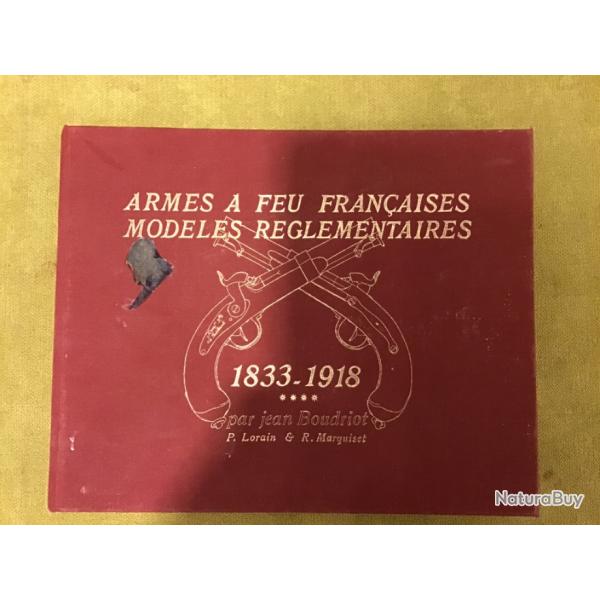 ARMES A FEU FRANÇAISES
MODELES REGLEMENTAIRES
1833-1918
****
par jean Boudriot
P. Lorain & R. Marquiset
NaturaBuy